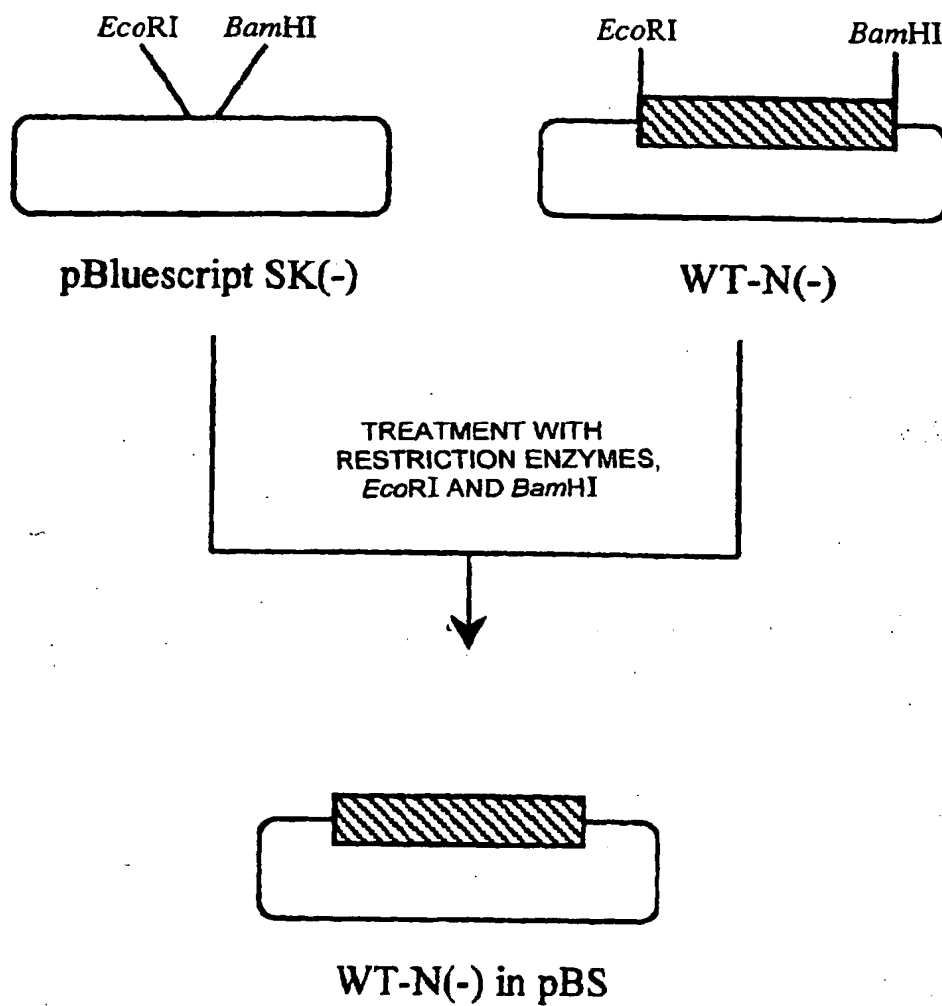 EcoRI BamHI
EcoRI BamHI
pBluescript SK(-)
WT-N(-)
TREATMENT WITH
RESTRICTION ENZYMES,
EcoRI AND BamHI
WT-N(-) in pBS